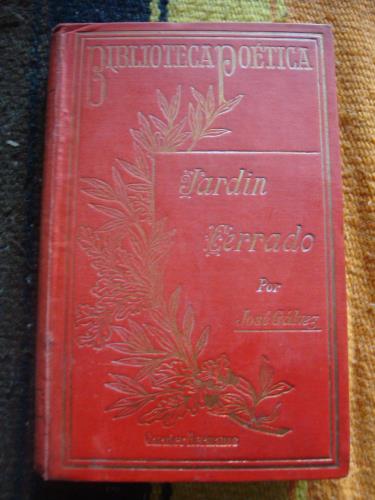 BIBLIOTECA POÉTICA
Jardin
Cerrado
Por
José Gálvez